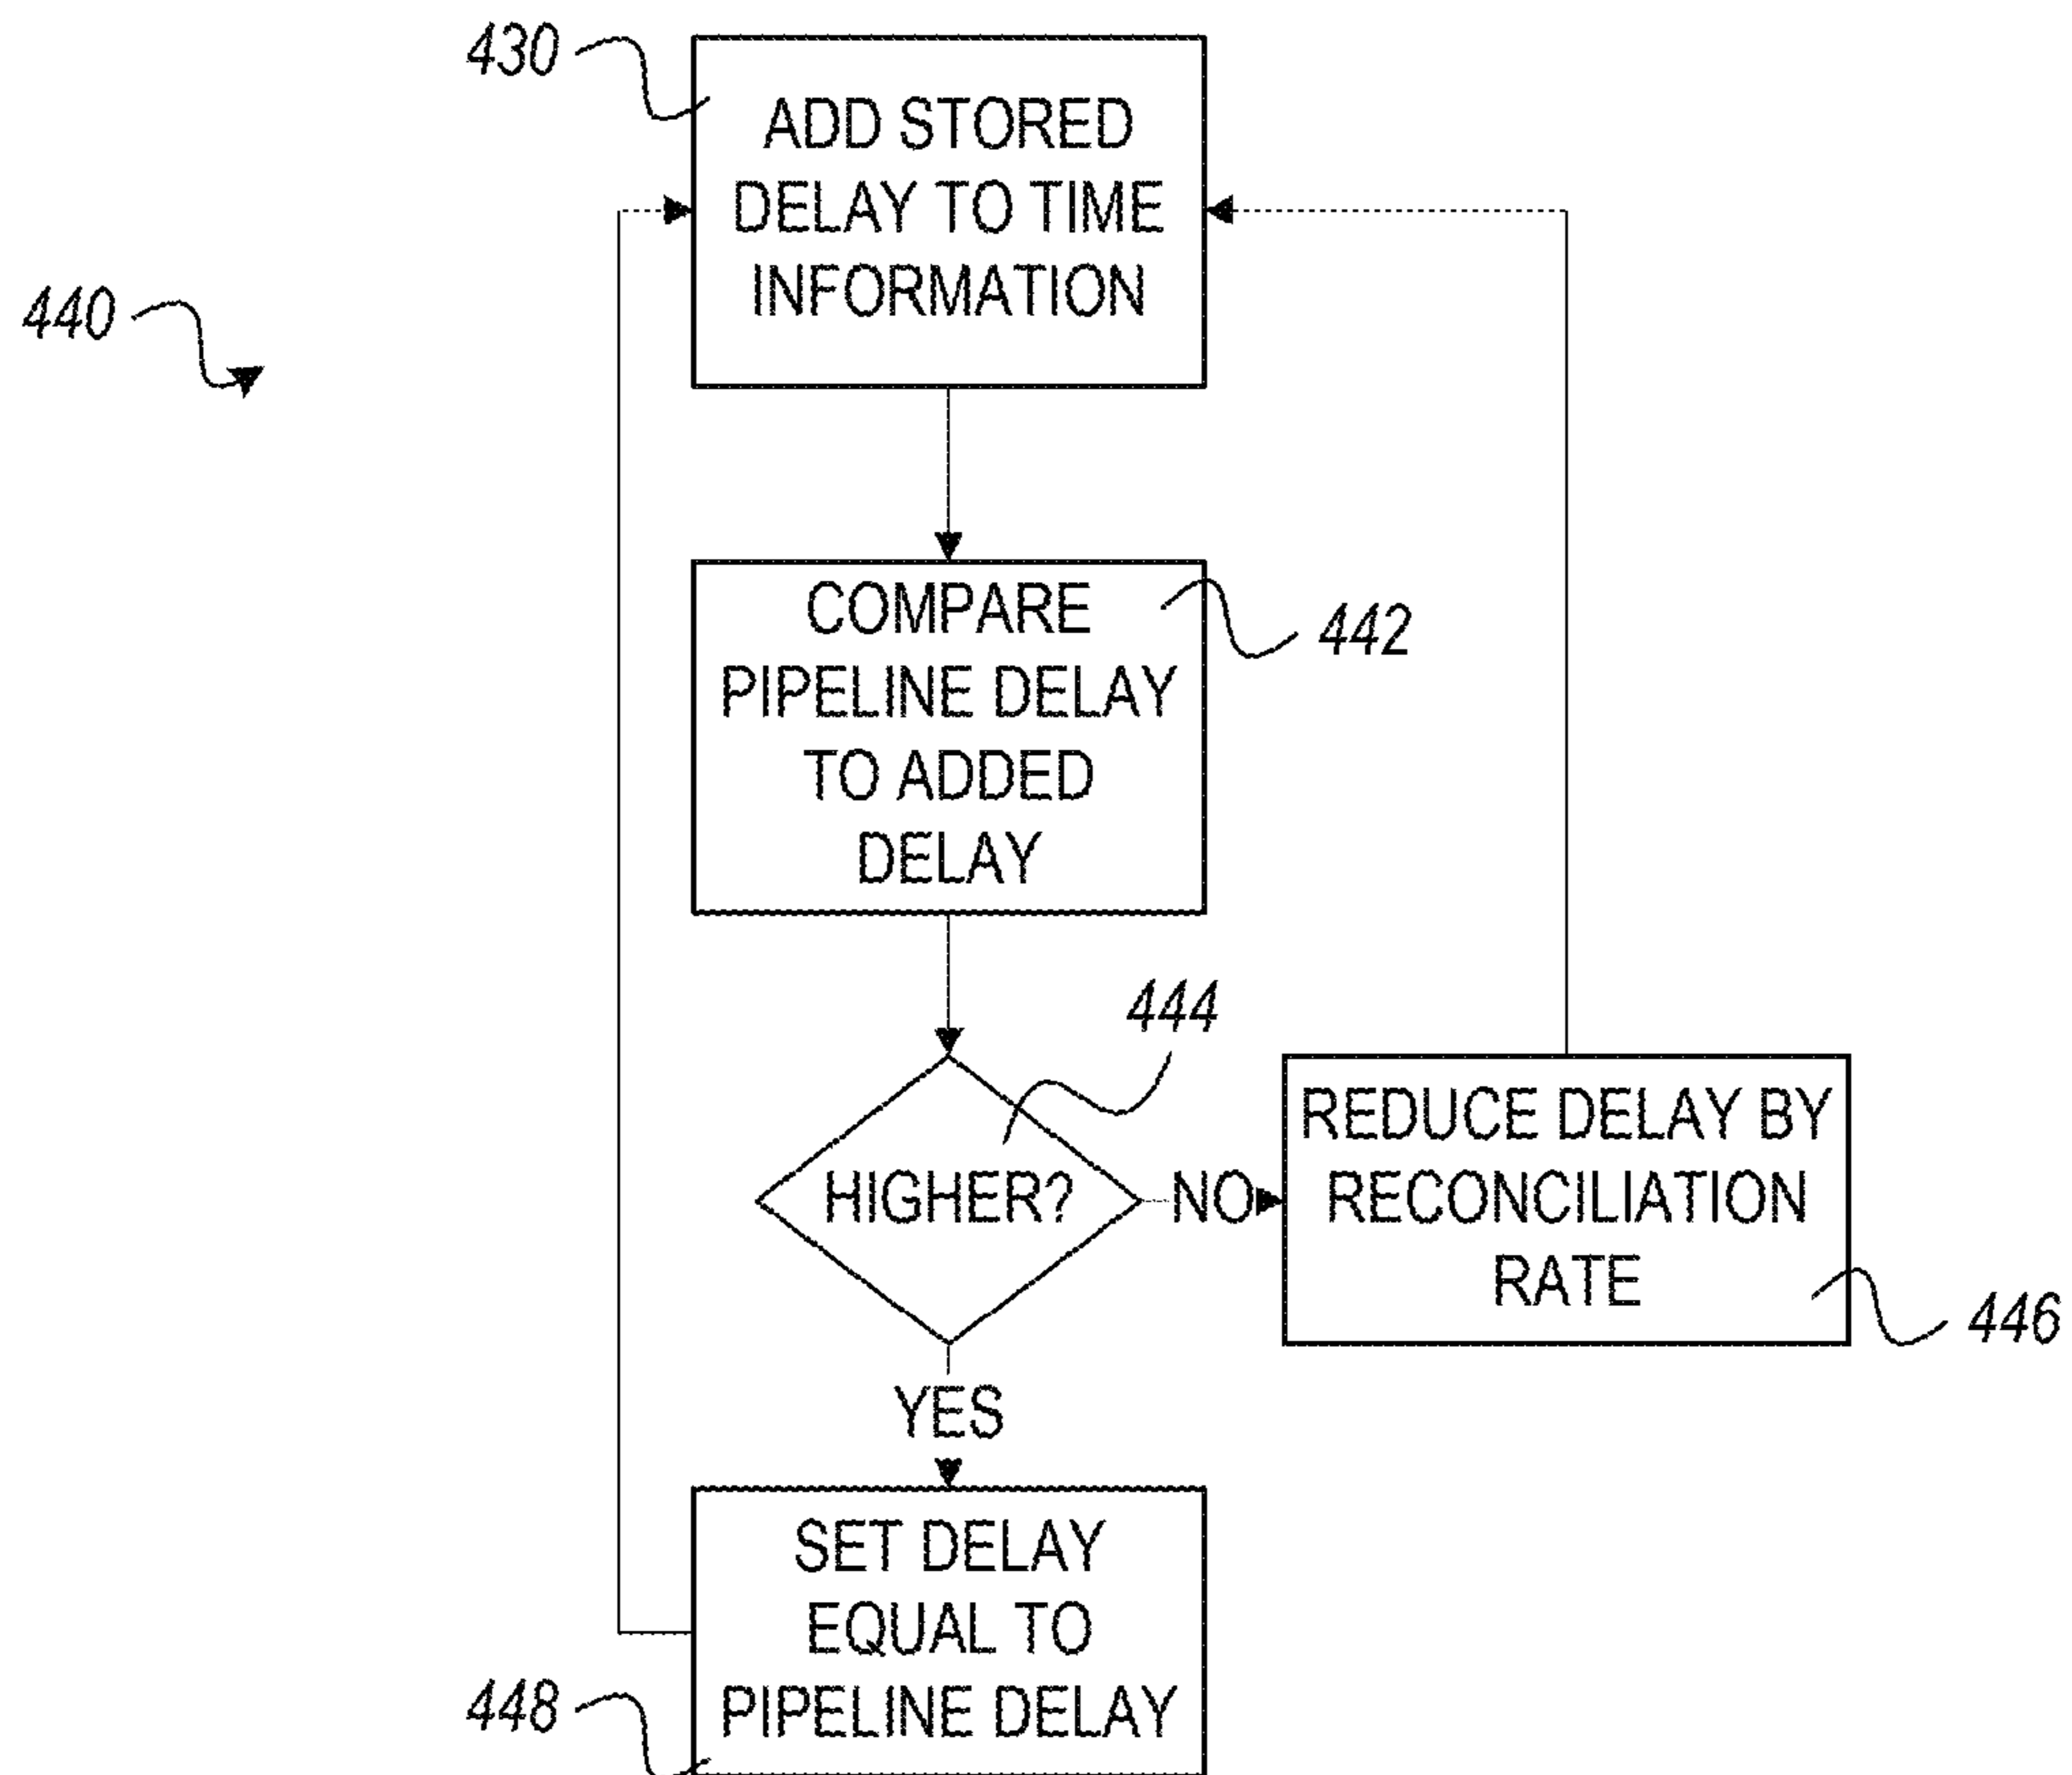 430
ADD STORED
DELAY TO TIME
INFORMATION
440
COMPARE
PIPELINE DELAY
TO ADDED
DELAY
442
444
HIGHER?
NO
REDUCE DELAY BY
RECONCILIATION
RATE
446
YES
SET DELAY
EQUAL TO
PIPELINE DELAY
448